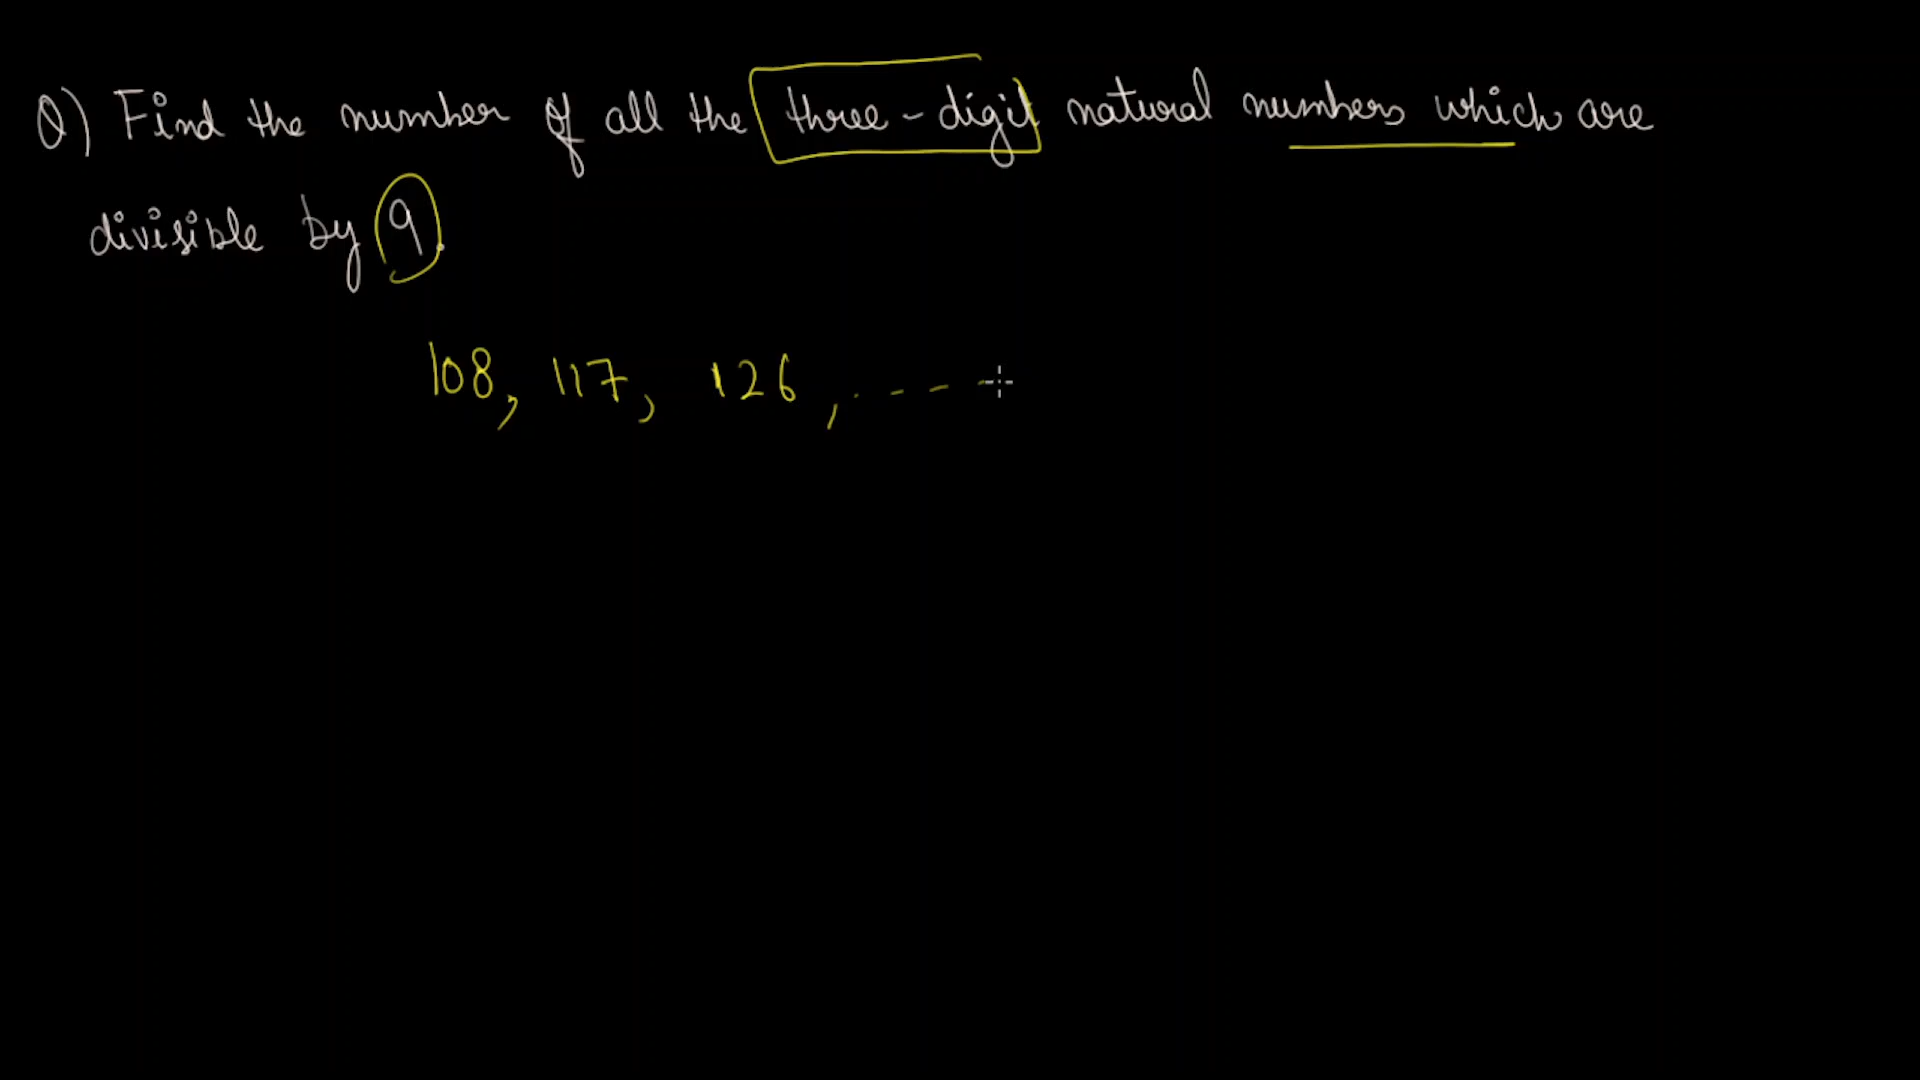 Q) Find the number of all the three-digit natural numbers which are
divisible by 9.
108, 117, 126, .----